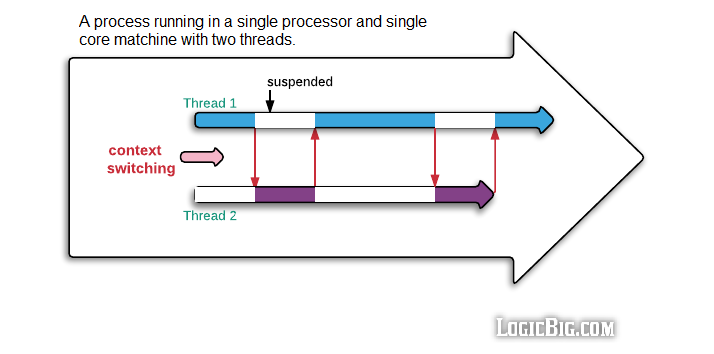 A process running in a single processor and single
core matchine with two threads.
suspended
Thread 1
context
switching
Thread 2
LogicBig.com